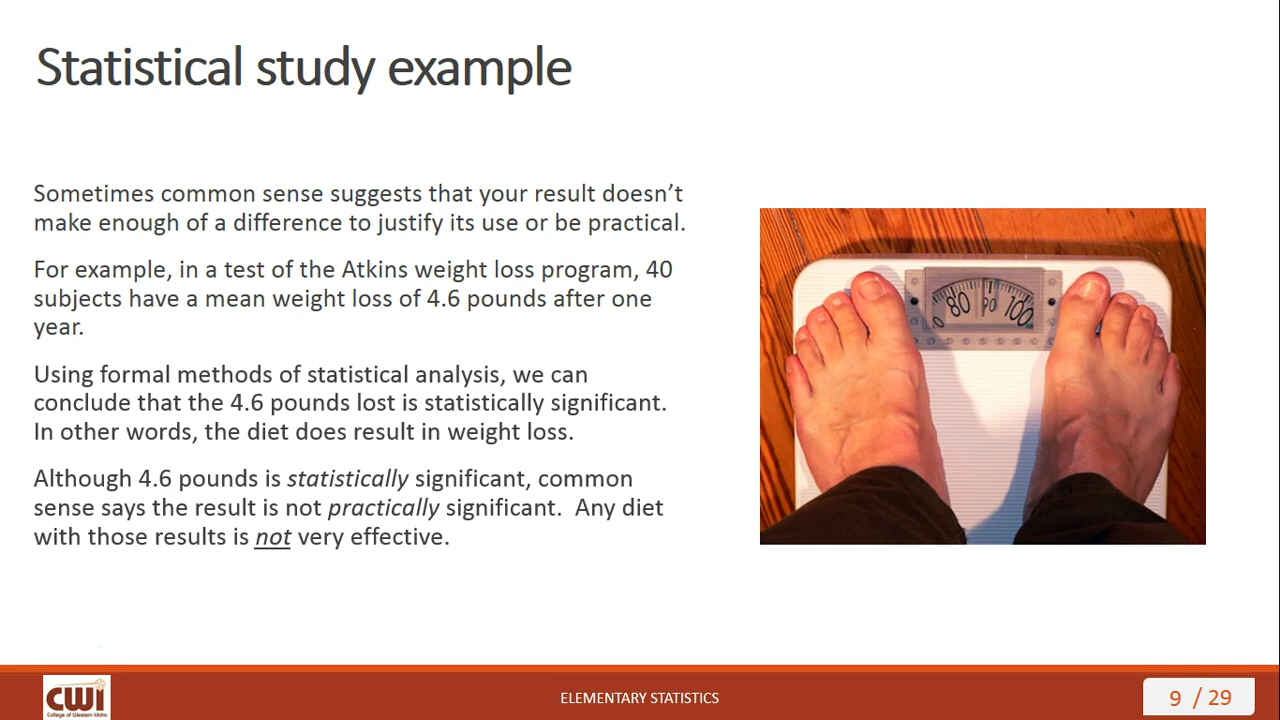 Statistical study example
Sometimes common sense suggests that your result doesn’t
make enough of a difference to justify its use or be practical.
For example, in a test of the Atkins weight loss program, 40
subjects have a mean weight loss of 4.6 pounds after one
year.
Using formal methods of statistical analysis, we can
conclude that the 4.6 pounds lost is statistically significant.
In other words, the diet does result in weight loss.
Although 4.6 pounds is statistically significant, common
sense says the result is not practically significant.  Any diet
with those results is not very effective.
80 90 100
CWI
College of Western Idaho
ELEMENTARY STATISTICS
9 / 29